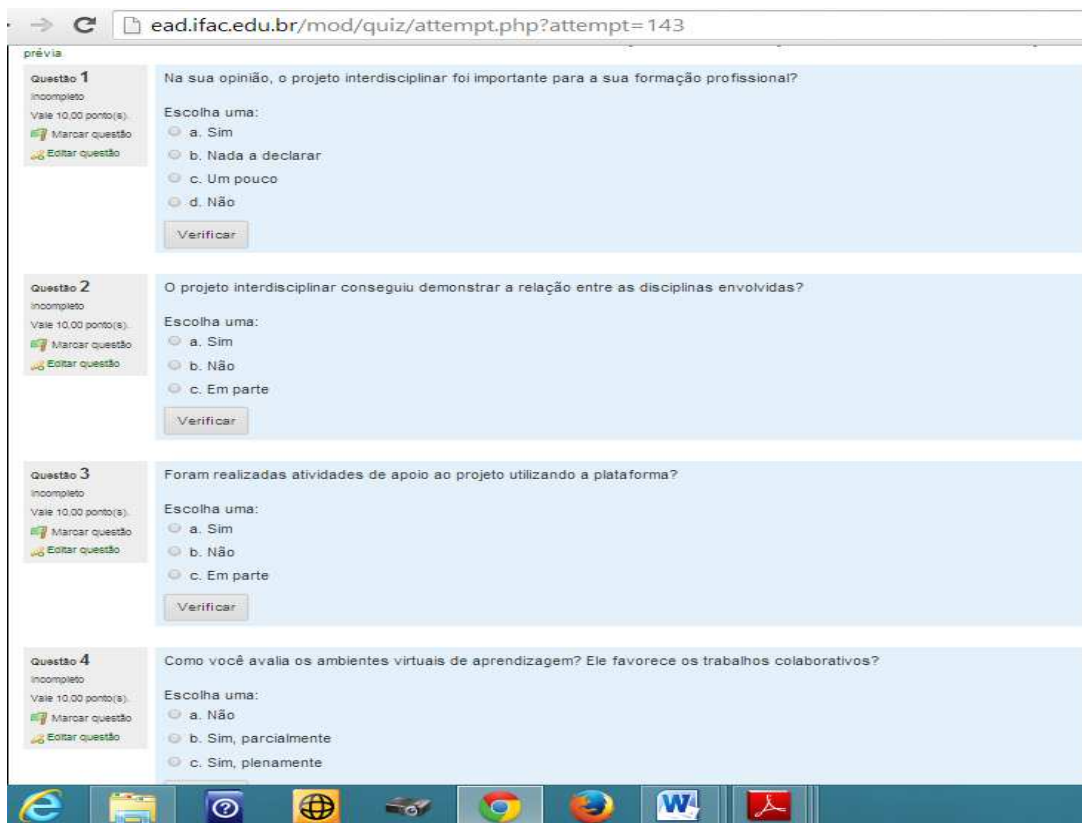 ead.ifac.edu.br/mod/quiz/attempt.php?attempt=143
prévia
Questão 1
Incompleto
Vale 10,00 ponto(s).
Marcar questão
Editar questão
Na sua opinião, o projeto interdisciplinar foi importante para a sua formação profissional?
Escolha uma:
a. Sim
b. Nada a declarar
c. Um pouco
d. Não
Verificar
Questão 2
Incompleto
Vale 10,00 ponto(s).
Marcar questão
Editar questão
O projeto interdisciplinar conseguiu demonstrar a relação entre as disciplinas envolvidas?
Escolha uma:
a. Sim
b. Não
c. Em parte
Verificar
Questão 3
Incompleto
Vale 10,00 ponto(s).
Marcar questão
Editar questão
Foram realizadas atividades de apoio ao projeto utilizando a plataforma?
Escolha uma:
a. Sim
b. Não
c. Em parte
Verificar
Questão 4
Incompleto
Vale 10,00 ponto(s).
Marcar questão
Editar questão
Como você avalia os ambientes virtuais de aprendizagem? Ele favorece os trabalhos colaborativos?
Escolha uma:
a. Não
b. Sim, parcialmente
c. Sim, plenamente